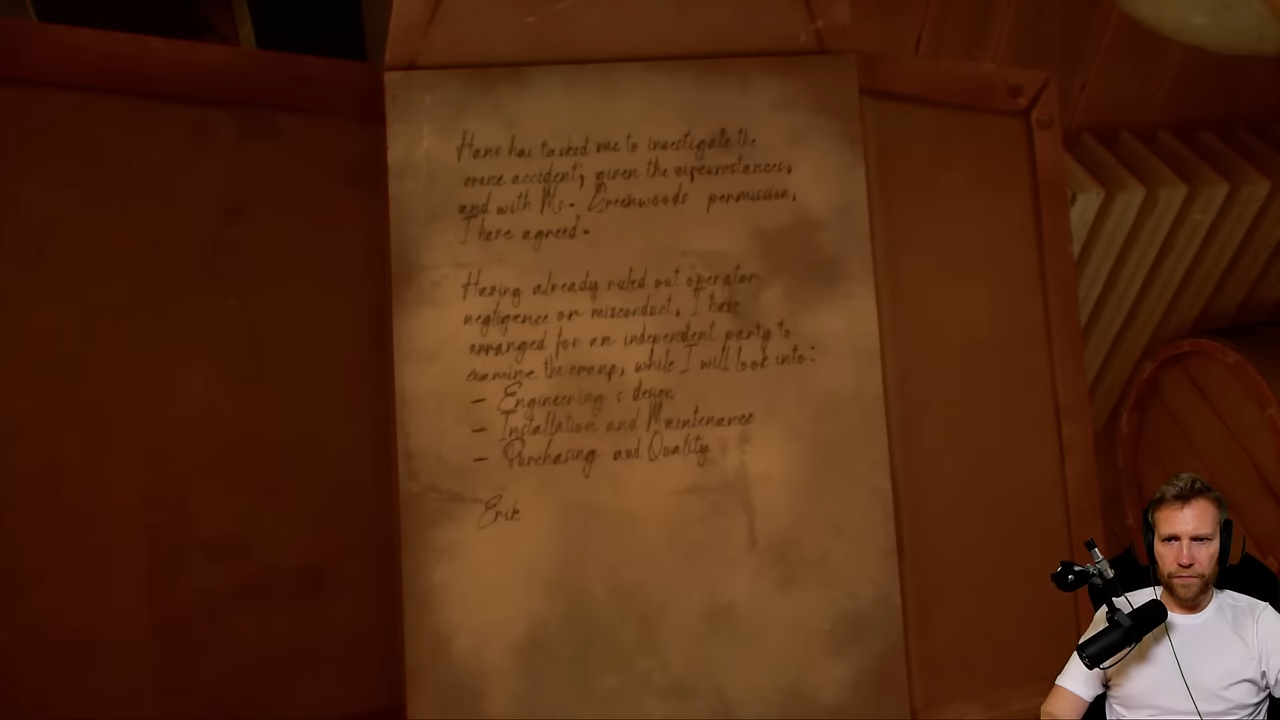 Hans has tasked me to investigate the
crane accident, given the circumstances,
and with Ms. Greenwoods permission,
I have agreed.
Having already ruled out operator
negligence or misconduct, I have
arranged for an independent party to
examine the cramp, while I will look into:
- Engineering & design
- Installation and Maintenance
- Purchasing and Quality
Erik